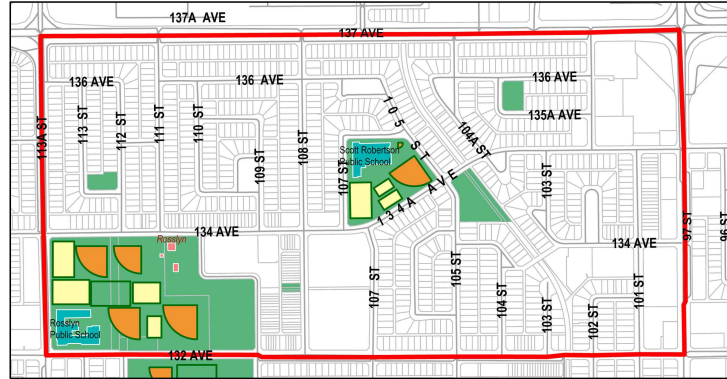 137A AVE
137 AVE
136 AVE
136 AVE
136 AVE
135A AVE
113A ST
113 ST
112 ST
111 ST
110 ST
109 ST
108 ST
107 ST
105 ST
104A ST
103 ST
97 ST
96 ST
Scott Robertson
Public School
134A AVE
134 AVE
134 AVE
Rosslyn
107 ST
105 ST
104 ST
103 ST
102 ST
101 ST
Rosslyn
Public School
132 AVE